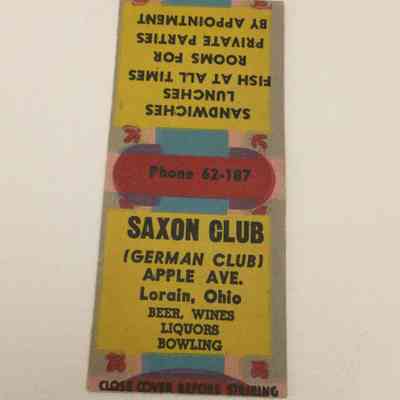 SANDWICHES
LUNCHES
FISH AT ALL TIMES
ROOMS FOR
PRIVATE PARTIES
BY APPOINTMENT
Phone 62-187
SAXON CLUB
(GERMAN CLUB)
APPLE AVE.
Lorain, Ohio
BEER, WINES
LIQUORS
BOWLING
CLOSE COVER BEFORE STRIKING